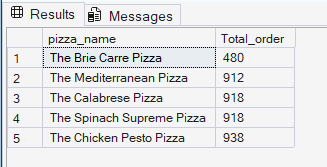 Results Messages
pizza_name Total_order
1 The Brie Carre Pizza 480
2 The Mediterranean Pizza 912
3 The Calabrese Pizza 918
4 The Spinach Supreme Pizza 918
5 The Chicken Pesto Pizza 938